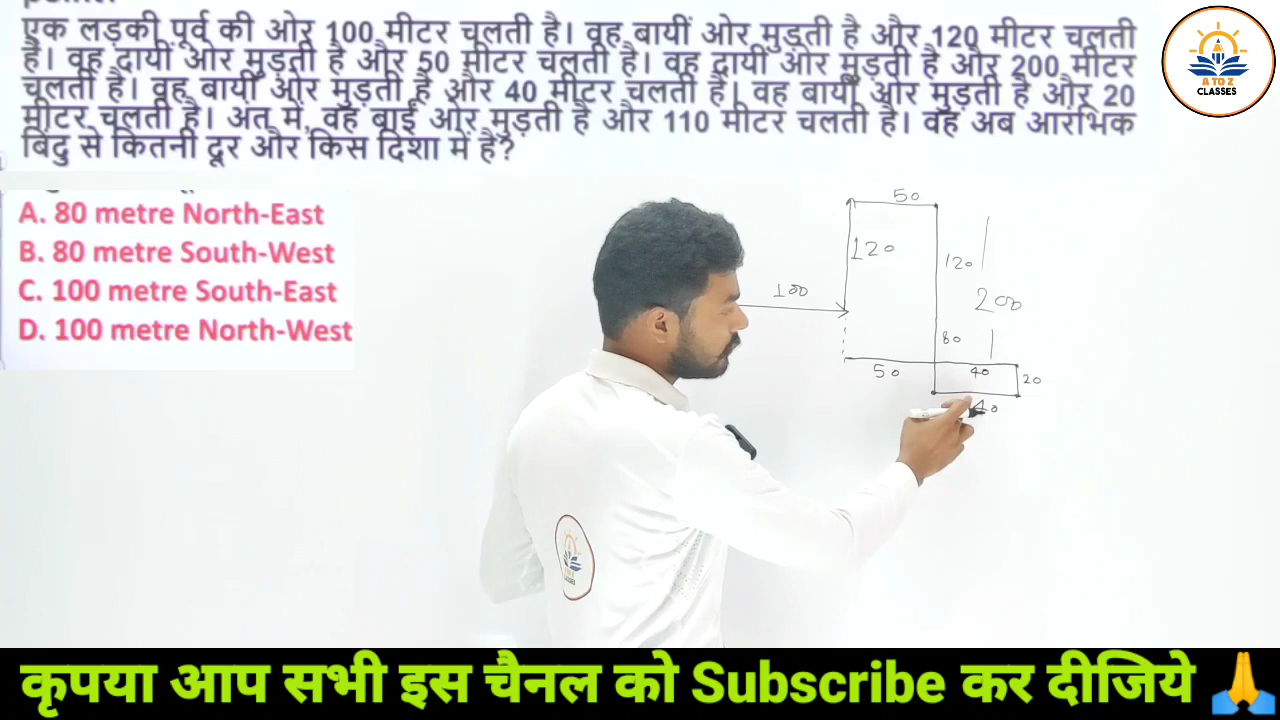 एक लड़की पूर्व की ओर 100 मीटर चलती है। वह बायीं ओर मुड़ती है और 120 मीटर चलती
है। वह दायीं ओर मुड़ती है और 50 मीटर चलती है। वह दायीं ओर मुड़ती है और 200 मीटर
चलती है। वह बायीं ओर मुड़ती है और 40 मीटर चलती है। वह बायीं ओर मुड़ती है और 20
मीटर चलती है। अंत में, वह बाईं ओर मुड़ती है और 110 मीटर चलती है। वह अब आरंभिक
बिंदु से कितनी दूर और किस दिशा में है?
A. 80 metre North-East
B. 80 metre South-West
C. 100 metre South-East
D. 100 metre North-West
50
120
100
120
200
80
50
40
20
40
A TO Z
CLASSES
कृपया आप सभी इस चैनल को Subscribe कर दीजिये 🙏